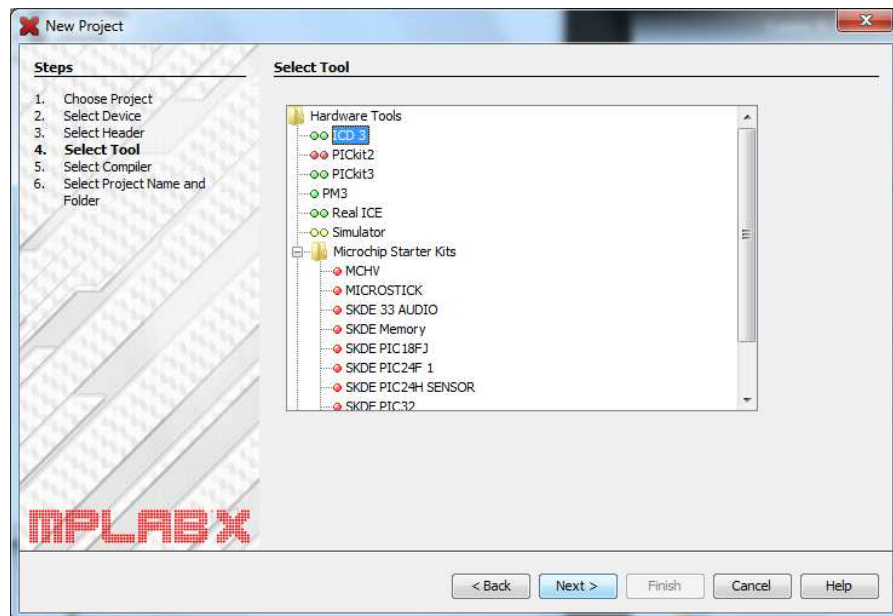 New Project
Steps
1. Choose Project
2. Select Device
3. Select Header
4. Select Tool
5. Select Compiler
6. Select Project Name and
Folder
Select Tool
Hardware Tools
ICD 3
PICkit2
PICkit3
PM3
Real ICE
Simulator
Microchip Starter Kits
MCHV
MICROSTICK
SKDE 33 AUDIO
SKDE Memory
SKDE PIC18FJ
SKDE PIC24F 1
SKDE PIC24H SENSOR
SKDE PIC32
MPLAB X
< Back Next > Finish Cancel Help